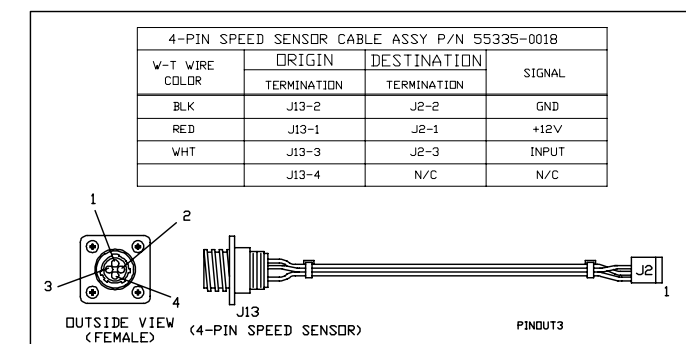 4-PIN SPEED SENSOR CABLE ASSY P/N 55335-0018
W-T WIRE COLOR ORIGIN DESTINATION SIGNAL
TERMINATION TERMINATION
BLK J13-2 J2-2 GND
RED J13-1 J2-1 +12V
WHT J13-3 J2-3 INPUT
J13-4 N/C N/C
1
2
3
4
J2
1
J13
OUTSIDE VIEW
(FEMALE)
(4-PIN SPEED SENSOR)
PINOUT3